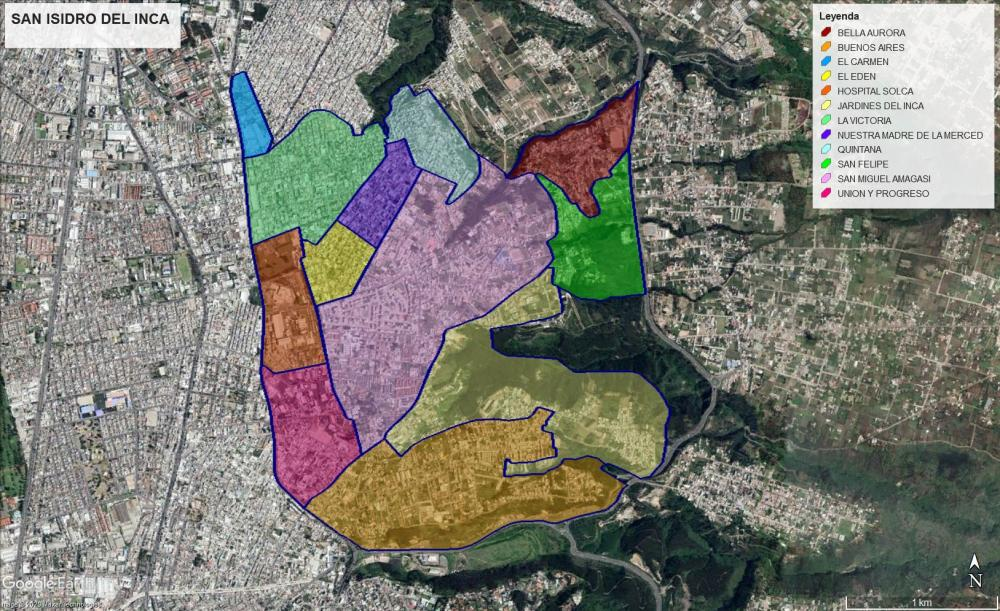 SAN ISIDRO DEL INCA
Leyenda
BELLA AURORA
BUENOS AIRES
EL CARMEN
EL EDEN
HOSPITAL SOLCA
JARDINES DEL INCA
LA VICTORIA
NUESTRA MADRE DE LA MERCED
QUINTANA
SAN FELIPE
SAN MIGUEL AMAGASI
UNION Y PROGRESO
N
Google Earth
1 km